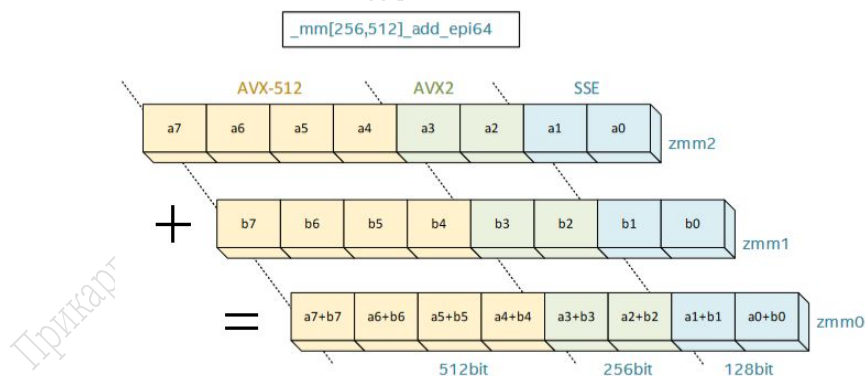 _mm[256,512]_add_epi64
AVX-512 AVX2 SSE
a7 a6 a5 a4 a3 a2 a1 a0
zmm2
+
b7 b6 b5 b4 b3 b2 b1 b0
zmm1
=
a7+b7 a6+b6 a5+b5 a4+b4 a3+b3 a2+b2 a1+b1 a0+b0
zmm0
512bit 256bit 128bit